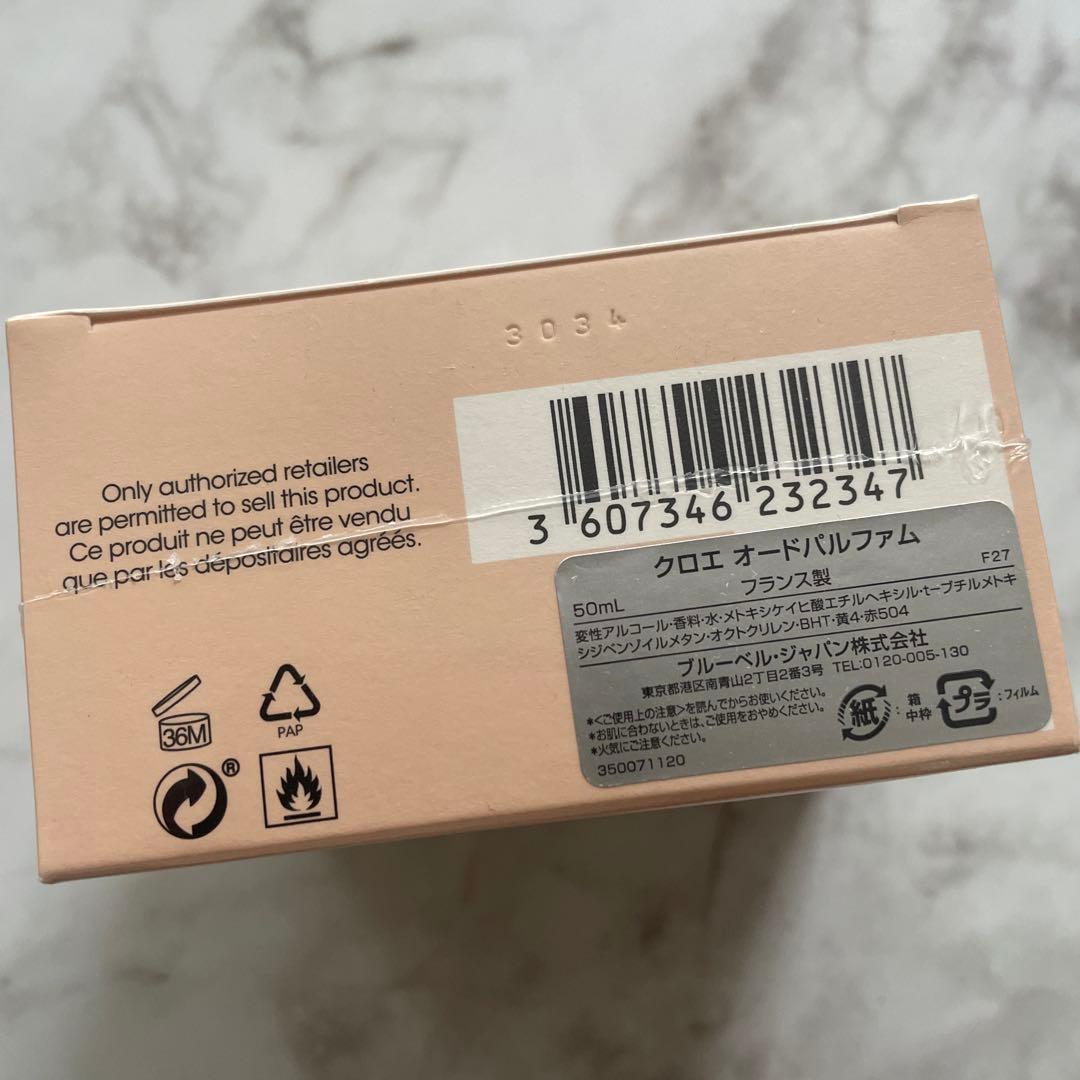 3034
Only authorized retailers
are permitted to sell this product.
Ce produit ne peut être vendu
que par les dépositaires agréés.
3 607346 232347
クロエ オードパルファム
フランス製
50mL
F27
変性アルコール・香料・水・メトキシケイヒ酸エチルヘキシル・t-ブチルメトキ
シジベンゾイルメタン・オクトクリレン・BHT・黄4・赤504
ブルーベル・ジャパン株式会社
東京都港区南青山2丁目2番3号 TEL:0120-005-130
*<ご使用上の注意>を読んでからお使いください。
*お肌に合わないときは、ご使用をおやめください。
*火気にご注意ください。
350071120
紙
:箱
中枠
プラ
:フィルム
36M
PAP
®